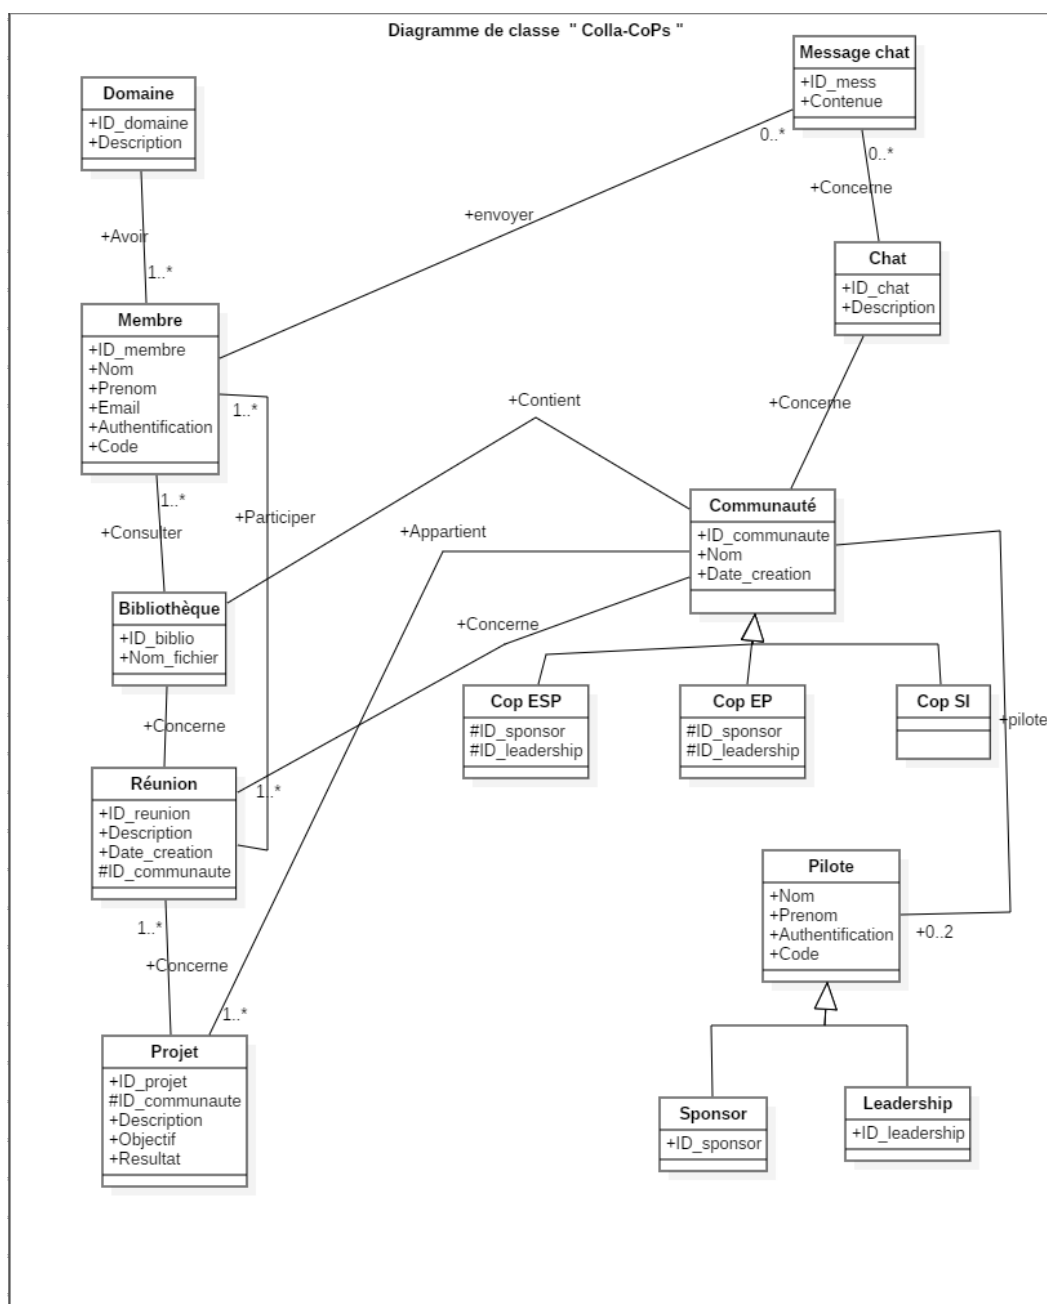 Diagramme de classe " Colla-CoPs "
Message chat
+ID_mess
+Contenue
0..*
0..*
Domaine
+ID_domaine
+Description
+Avoir
1..*
+envoyer
+Concerne
Chat
+ID_chat
+Description
+Concerne
Membre
+ID_membre
+Nom
+Prenom
+Email
+Authentification
+Code
1..*
1..*
+Consulter
+Participer
+Contient
+Appartient
Communauté
+ID_communaute
+Nom
+Date_creation
Bibliothèque
+ID_biblio
+Nom_fichier
+Concerne
+Concerne
Cop ESP
#ID_sponsor
#ID_leadership
Cop EP
#ID_sponsor
#ID_leadership
Cop SI
+pilote
Réunion
+ID_reunion
+Description
+Date_creation
#ID_communaute
1..*
1..*
+Concerne
1..*
Pilote
+Nom
+Prenom
+Authentification
+Code
+0..2
Projet
+ID_projet
#ID_communaute
+Description
+Objectif
+Resultat
Sponsor
+ID_sponsor
Leadership
+ID_leadership